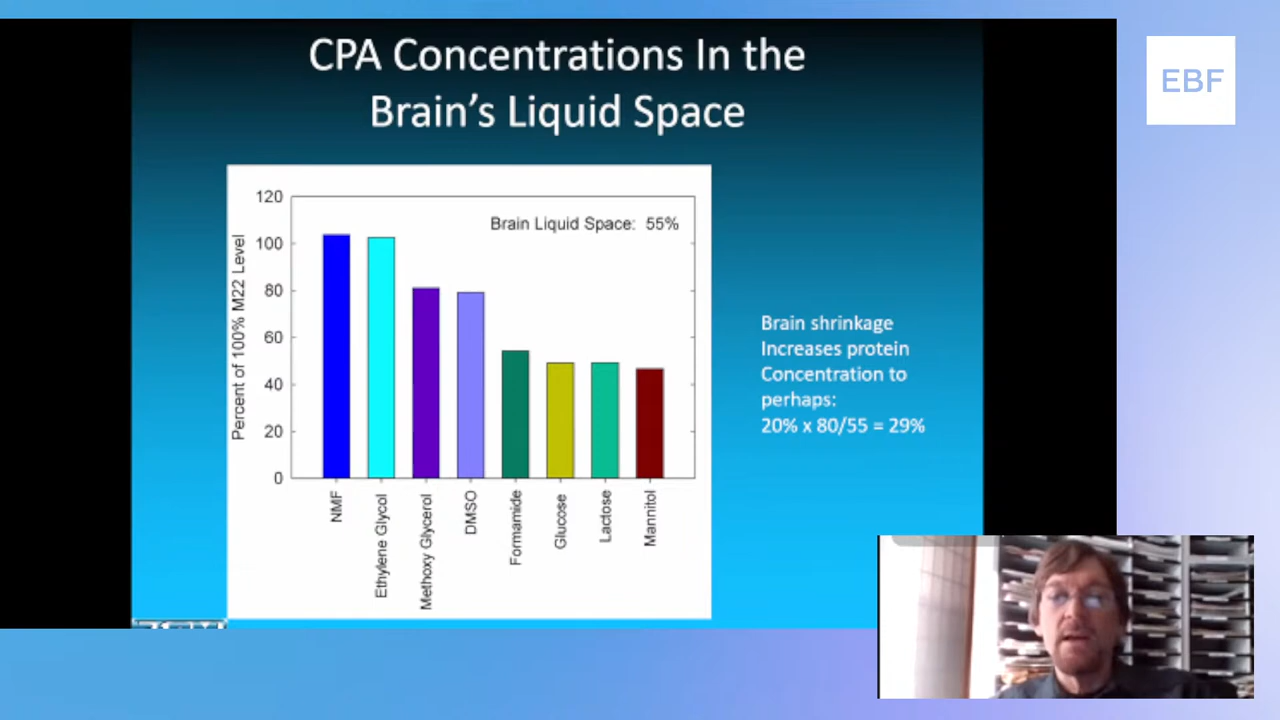 CPA Concentrations In the
Brain's Liquid Space
EBF
120
100
80
60
40
20
0
Percent of 100% M22 Level
Brain Liquid Space: 55%
NMF
Ethylene Glycol
Methoxy Glycerol
DMSO
Formamide
Glucose
Lactose
Mannitol
Brain shrinkage
Increases protein
Concentration to
perhaps:
20% x 80/55 = 29%